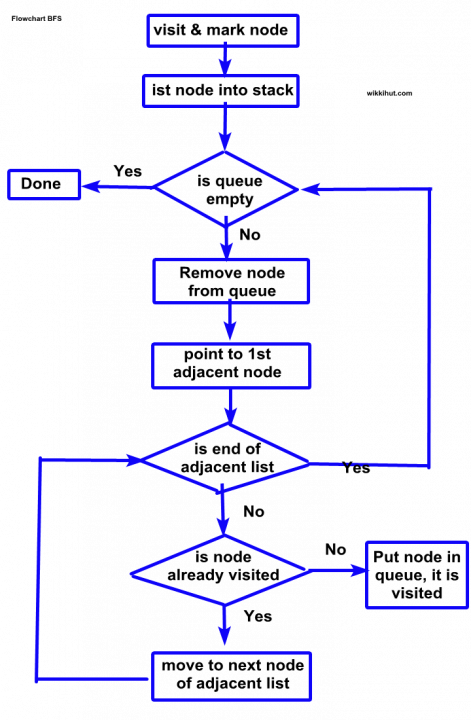 Flowchart BFS
visit & mark node
ist node into stack
wikkihut.com
is queue
empty
Yes
Done
No
Remove node
from queue
point to 1st
adjacent node
is end of
adjacent list
Yes
No
is node
already visited
No
Put node in
queue, it is
visited
Yes
move to next node
of adjacent list